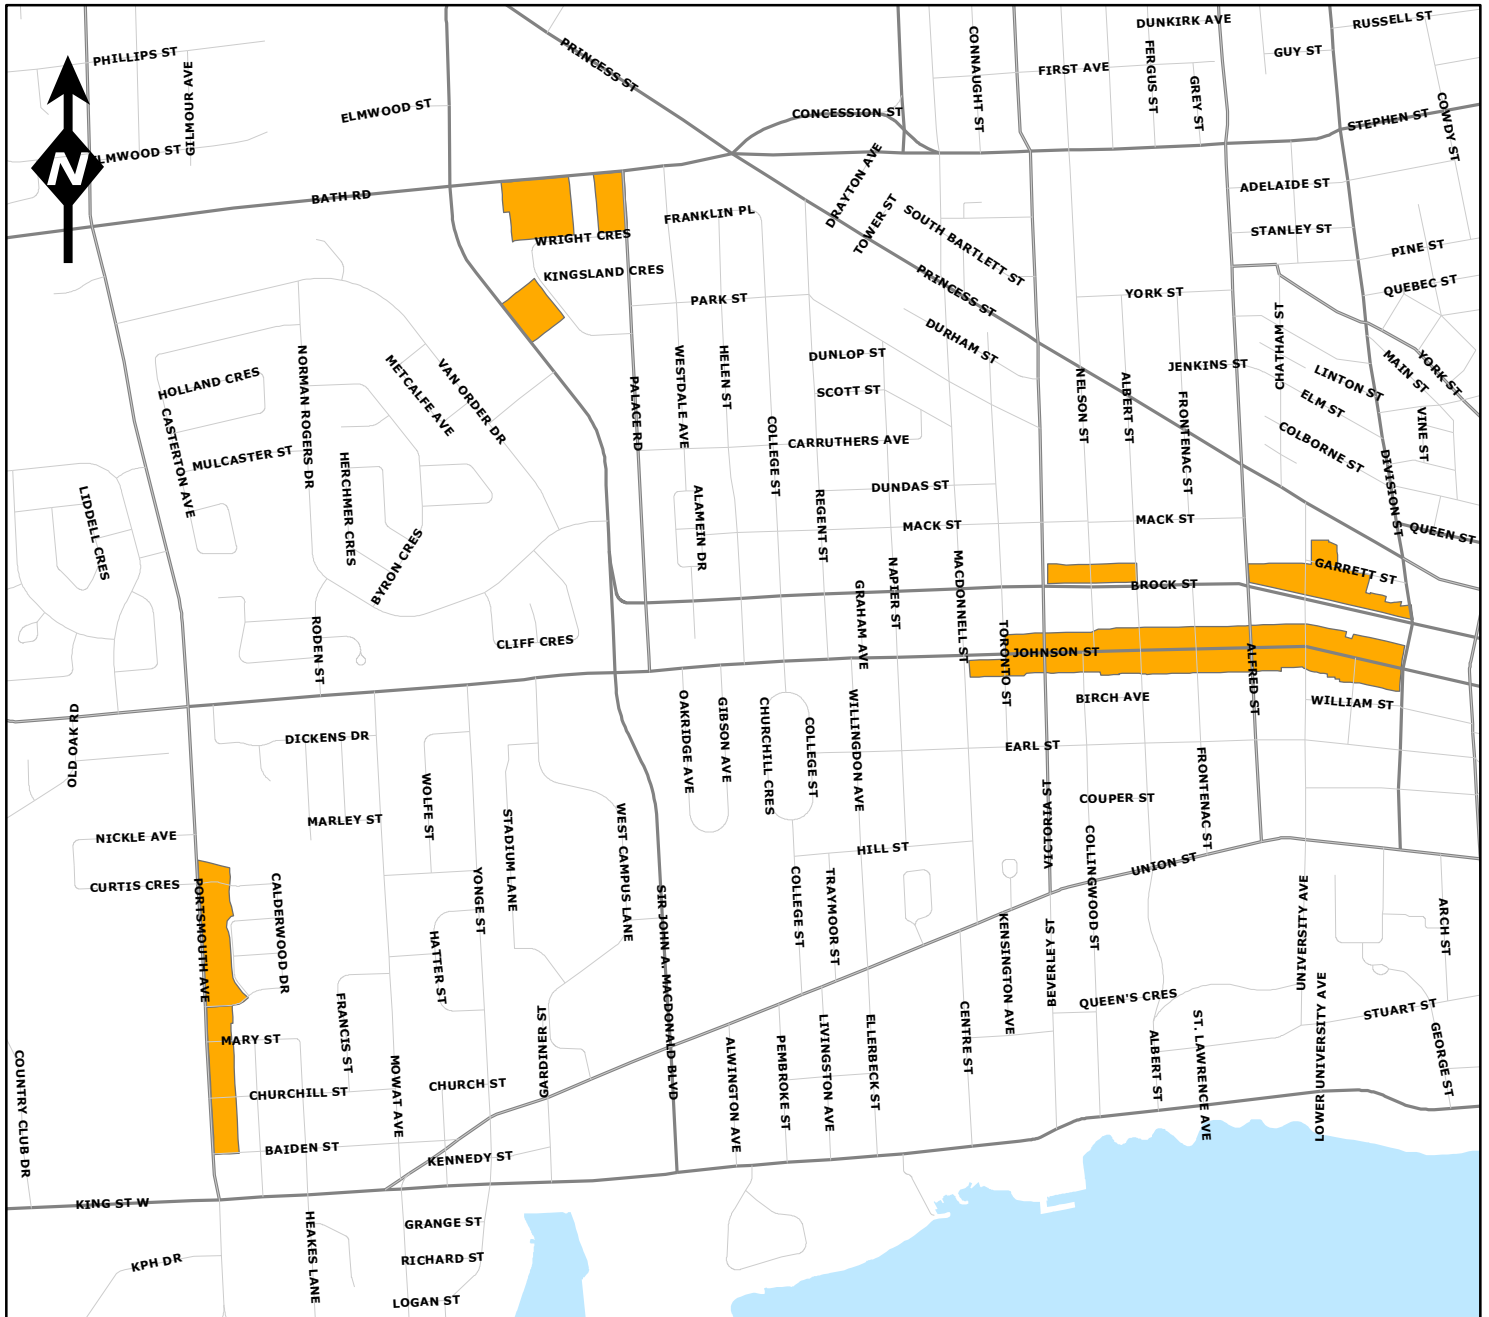 PHILLIPS ST
GILMOUR AVE
ELMWOOD ST
ELMWOOD ST
N
BATH RD
PRINCESS ST
CONCESSION ST
CONNAUGHT ST
FIRST AVE
DUNKIRK AVE
FERGUS ST
GREY ST
GUY ST
RUSSELL ST
COWDY ST
STEPHEN ST
ADELAIDE ST
STANLEY ST
PINE ST
QUEBEC ST
DRAYTON AVE
TOWER ST
SOUTH BARTLETT ST
PRINCESS ST
FRANKLIN PL
WRIGHT CRES
KINGSLAND CRES
PARK ST
YORK ST
DURHAM ST
DUNLOP ST
SCOTT ST
CARRUTHERS AVE
DUNDAS ST
MACK ST
MACK ST
JENKINS ST
CHATHAM ST
LINTON ST
ELM ST
COLBORNE ST
MAIN ST
YORK ST
VINE ST
DIVISION ST
QUEEN ST
GARRETT ST
BROCK ST
NELSON ST
ALBERT ST
FRONTENAC ST
HOLLAND CRES
NORMAN ROGERS DR
METCALFE AVE
VAN ORDER DR
CASTERTON AVE
MULCASTER ST
HERCHMER CRES
BYRON CRES
LIDDELL CRES
RODEN ST
CLIFF CRES
PALACE RD
WESTDALE AVE
HELEN ST
COLLEGE ST
ALAMEIN DR
REGENT ST
NAPIER ST
GRAHAM AVE
MACDONNELL ST
TORONTO ST
JOHNSON ST
ALFRED ST
BIRCH AVE
WILLIAM ST
OLD OAK RD
DICKENS DR
MARLEY ST
WOLFE ST
STADIUM LANE
YONGE ST
WEST CAMPUS LANE
OAKRIDGE AVE
GIBSON AVE
CHURCHILL CRES
COLLEGE ST
WILLINGDON AVE
EARL ST
COUPER ST
VICTORIA ST
FRONTENAC ST
COLLINGWOOD ST
UNION ST
HILL ST
NICKLE AVE
CURTIS CRES
PORTSMOUTH AVE
CALDERWOOD DR
HATTER ST
FRANCIS ST
MARY ST
CHURCHILL ST
BAIDEN ST
MOWAT AVE
CHURCH ST
KENNEDY ST
GARDINER ST
SIR JOHN A. MACDONALD BLVD
COLLEGE ST
TRAYMOOR ST
ALWINGTON AVE
PEMBROKE ST
LIVINGSTON AVE
ELLERBECK ST
CENTRE ST
KENSINGTON AVE
BEVERLEY ST
QUEEN'S CRES
ALBERT ST
ST. LAWRENCE AVE
UNIVERSITY AVE
LOWER UNIVERSITY AVE
STUART ST
ARCH ST
GEORGE ST
COUNTRY CLUB DR
KING ST W
KPH DR
HEAKES LANE
GRANGE ST
RICHARD ST
LOGAN ST